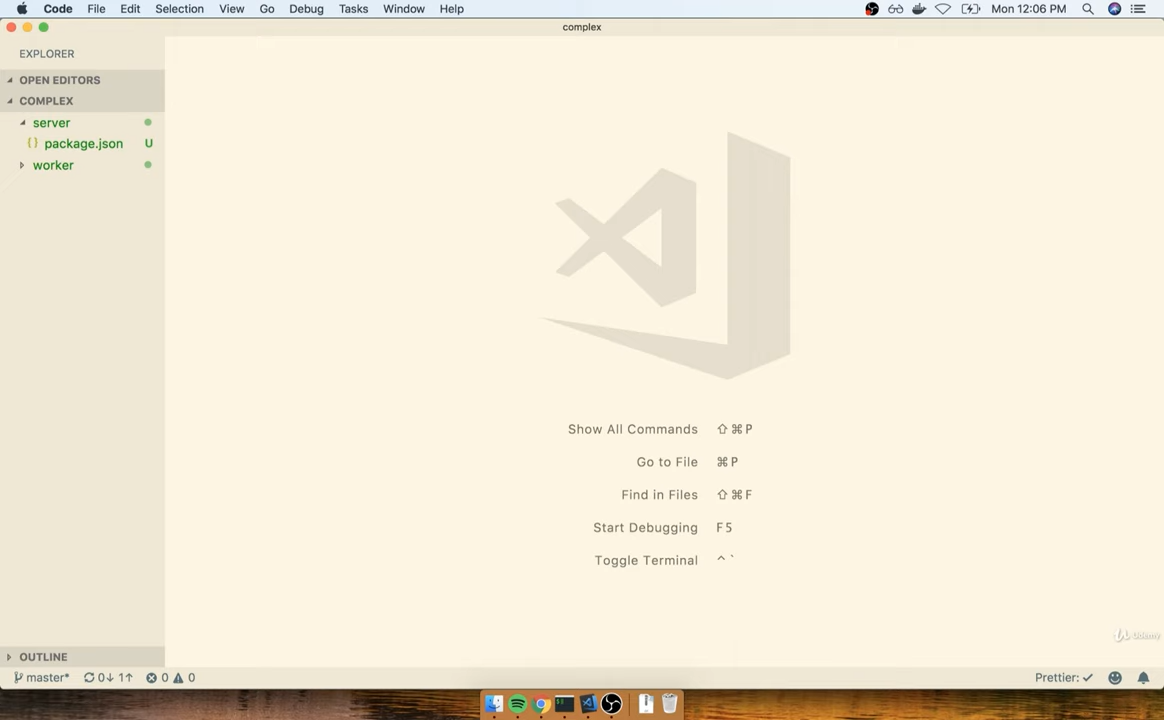 Code File Edit Selection View Go Debug Tasks Window Help Mon 12:06 PM
complex
EXPLORER
OPEN EDITORS
COMPLEX
server
{} package.json U
worker
Show All Commands ⇧⌘P
Go to File ⌘P
Find in Files ⇧⌘F
Start Debugging F5
Toggle Terminal ^`
Udemy
OUTLINE
master* 0↓ 1↑ 0 0 Prettier: ✓